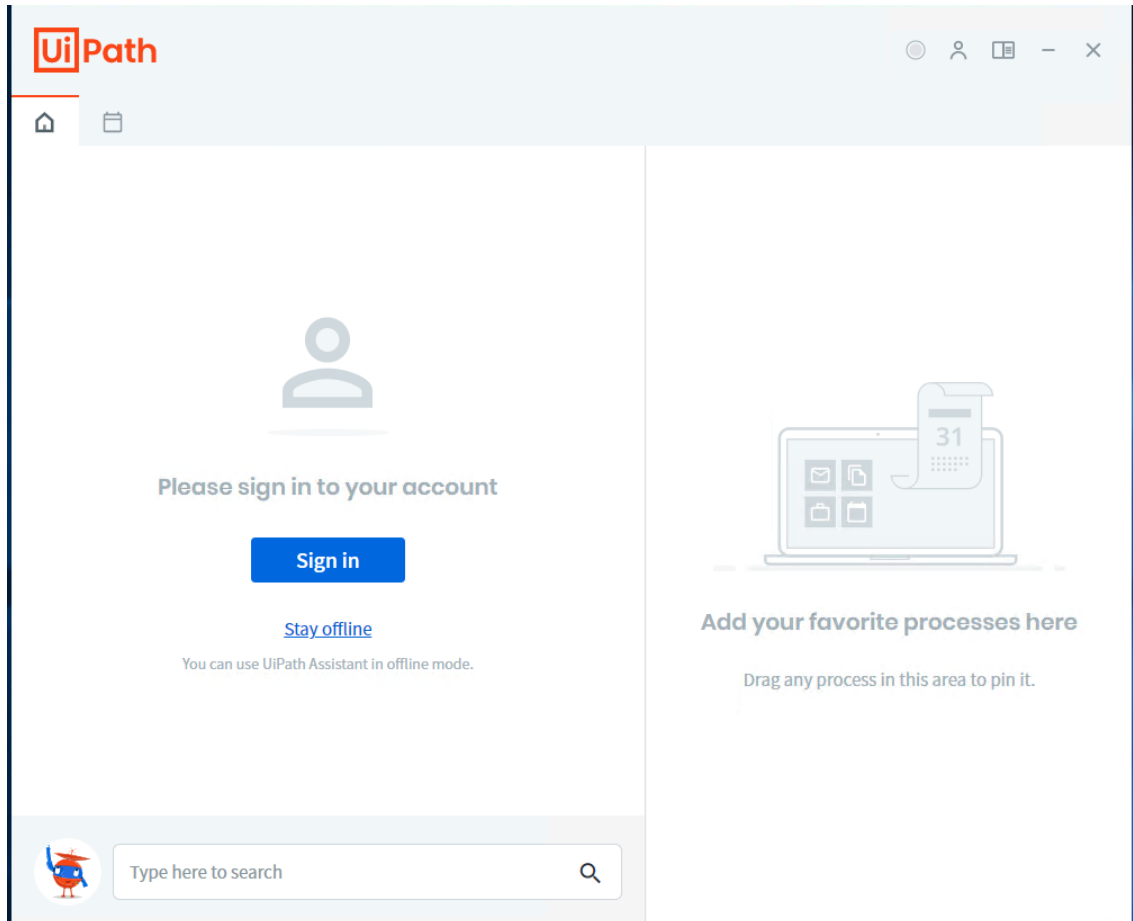 UiPath
Please sign in to your account
Sign in
Stay offline
You can use UiPath Assistant in offline mode.
31
Add your favorite processes here
Drag any process in this area to pin it.
Type here to search